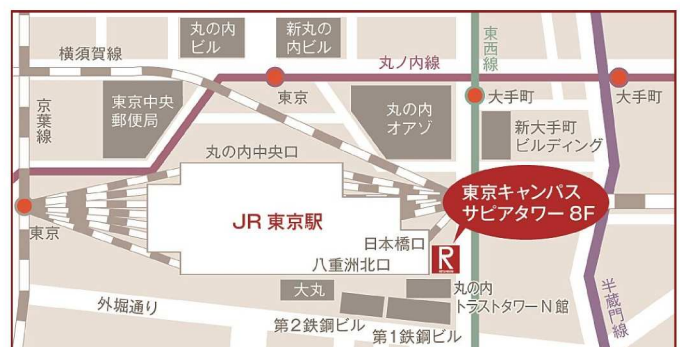 丸の内
ビル
新丸の
内ビル
東西線
横須賀線
丸ノ内線
京葉線
東京中央
郵便局
東京
丸の内
オアゾ
大手町
大手町
新大手町
ビルディング
丸の内中央口
東京キャンパス
サピアタワー 8F
JR 東京駅
東京
日本橋口
八重洲北口
R
大丸
丸の内
トラストタワーN館
半蔵門線
外堀通り
第2鉄鋼ビル
第1鉄鋼ビル